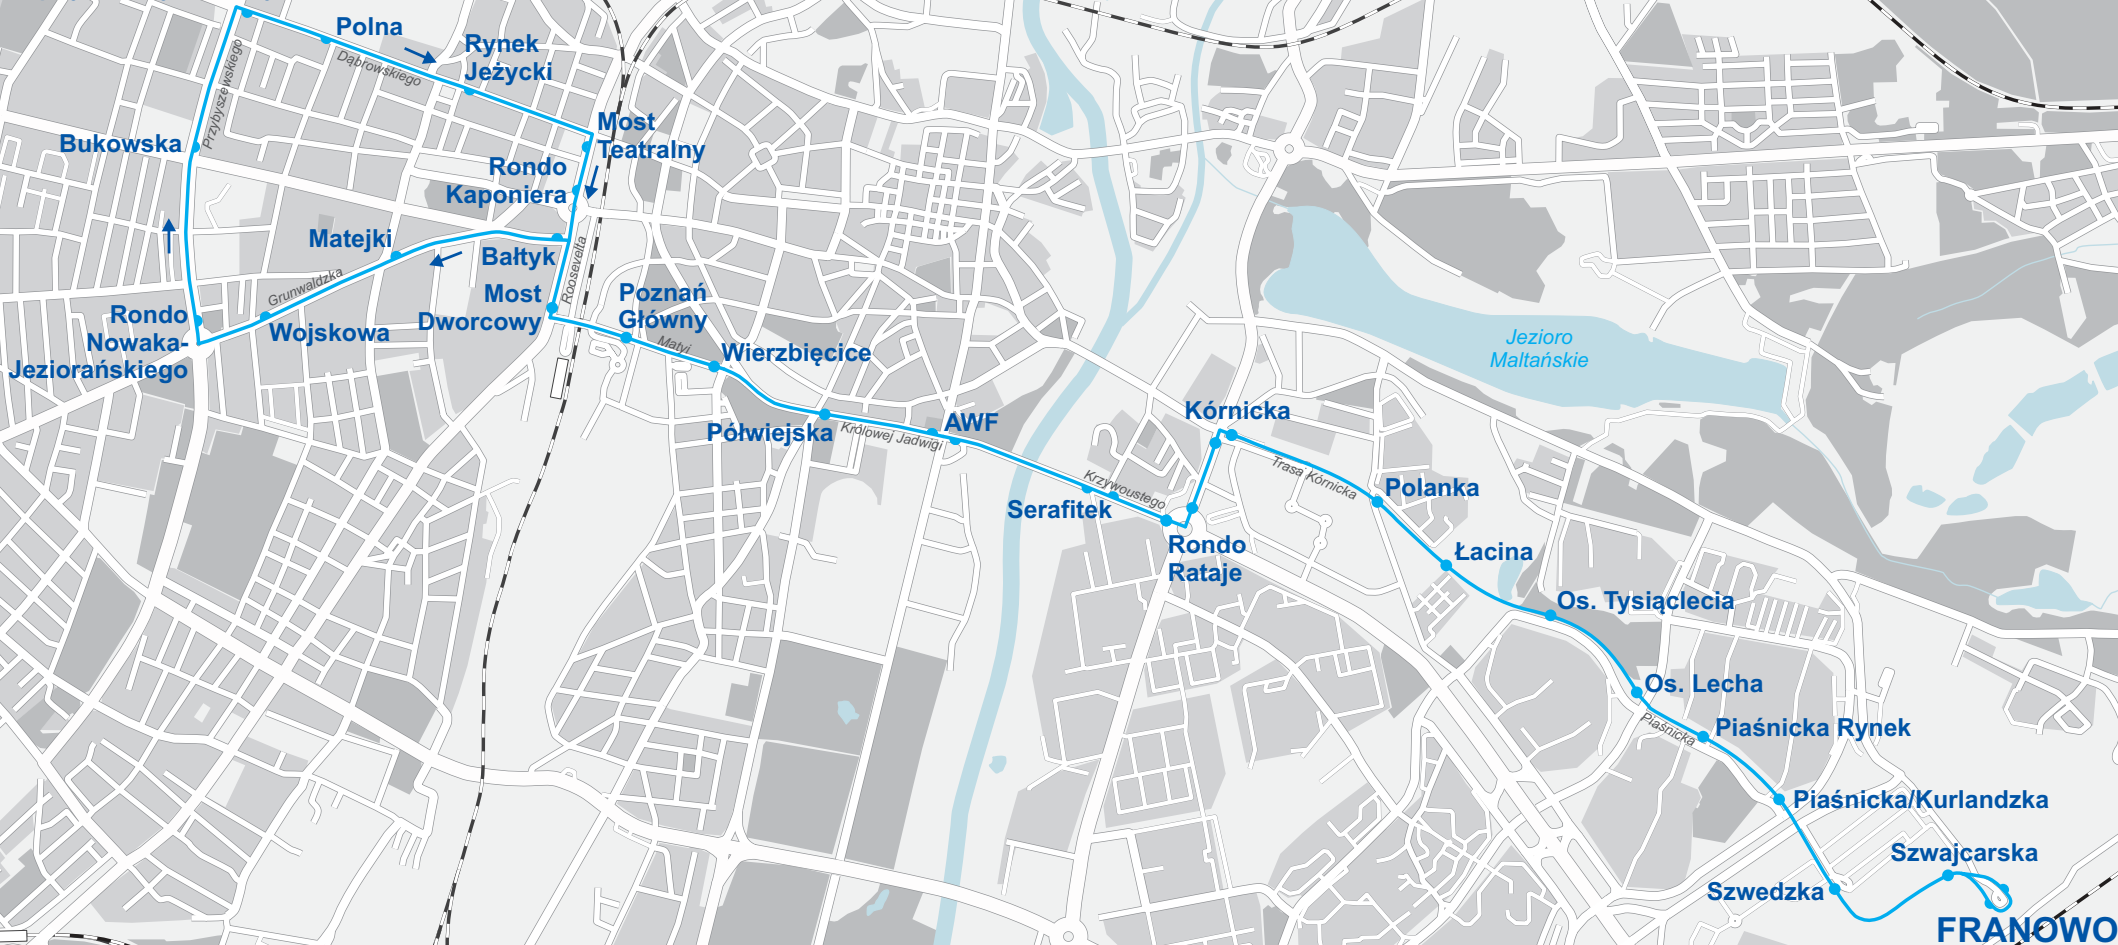 Polna
Rynek
Jeżycki
Dąbrowskiego
Przybyszewskiego
Bukowska
Most
Teatralny
Rondo
Kaponiera
Matejki
Bałtyk
Roosevelta
Grunwaldzka
Most
Dworcowy
Rondo
Nowaka-
Jeziorańskiego
Wojskowa
Poznań
Główny
Matyi
Wierzbięcice
Jezioro
Maltańskie
Półwiejska
Królowej Jadwigi
AWF
Kórnicka
Trasa Kórnicka
Krzywoustego
Serafitek
Polanka
Rondo
Rataje
Łacina
Os. Tysiąclecia
Os. Lecha
Piaśnicka
Piaśnicka Rynek
Piaśnicka/Kurlandzka
Szwajcarska
Szwedzka
FRANOWO